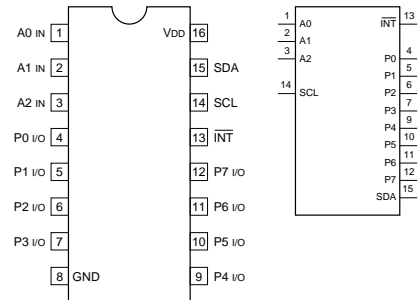 A0 IN 1 VDD 16
A1 IN 2 15 SDA
A2 IN 3 14 SCL
P0 I/O 4 13 INT
P1 I/O 5 12 P7 I/O
P2 I/O 6 11 P6 I/O
P3 I/O 7 10 P5 I/O
8 GND 9 P4 I/O
1 A0 INT 13
2 A1
3 A2 P0 4
P1 5
14 SCL P2 6
P3 7
P4 9
P5 10
P6 11
P7 12
SDA 15